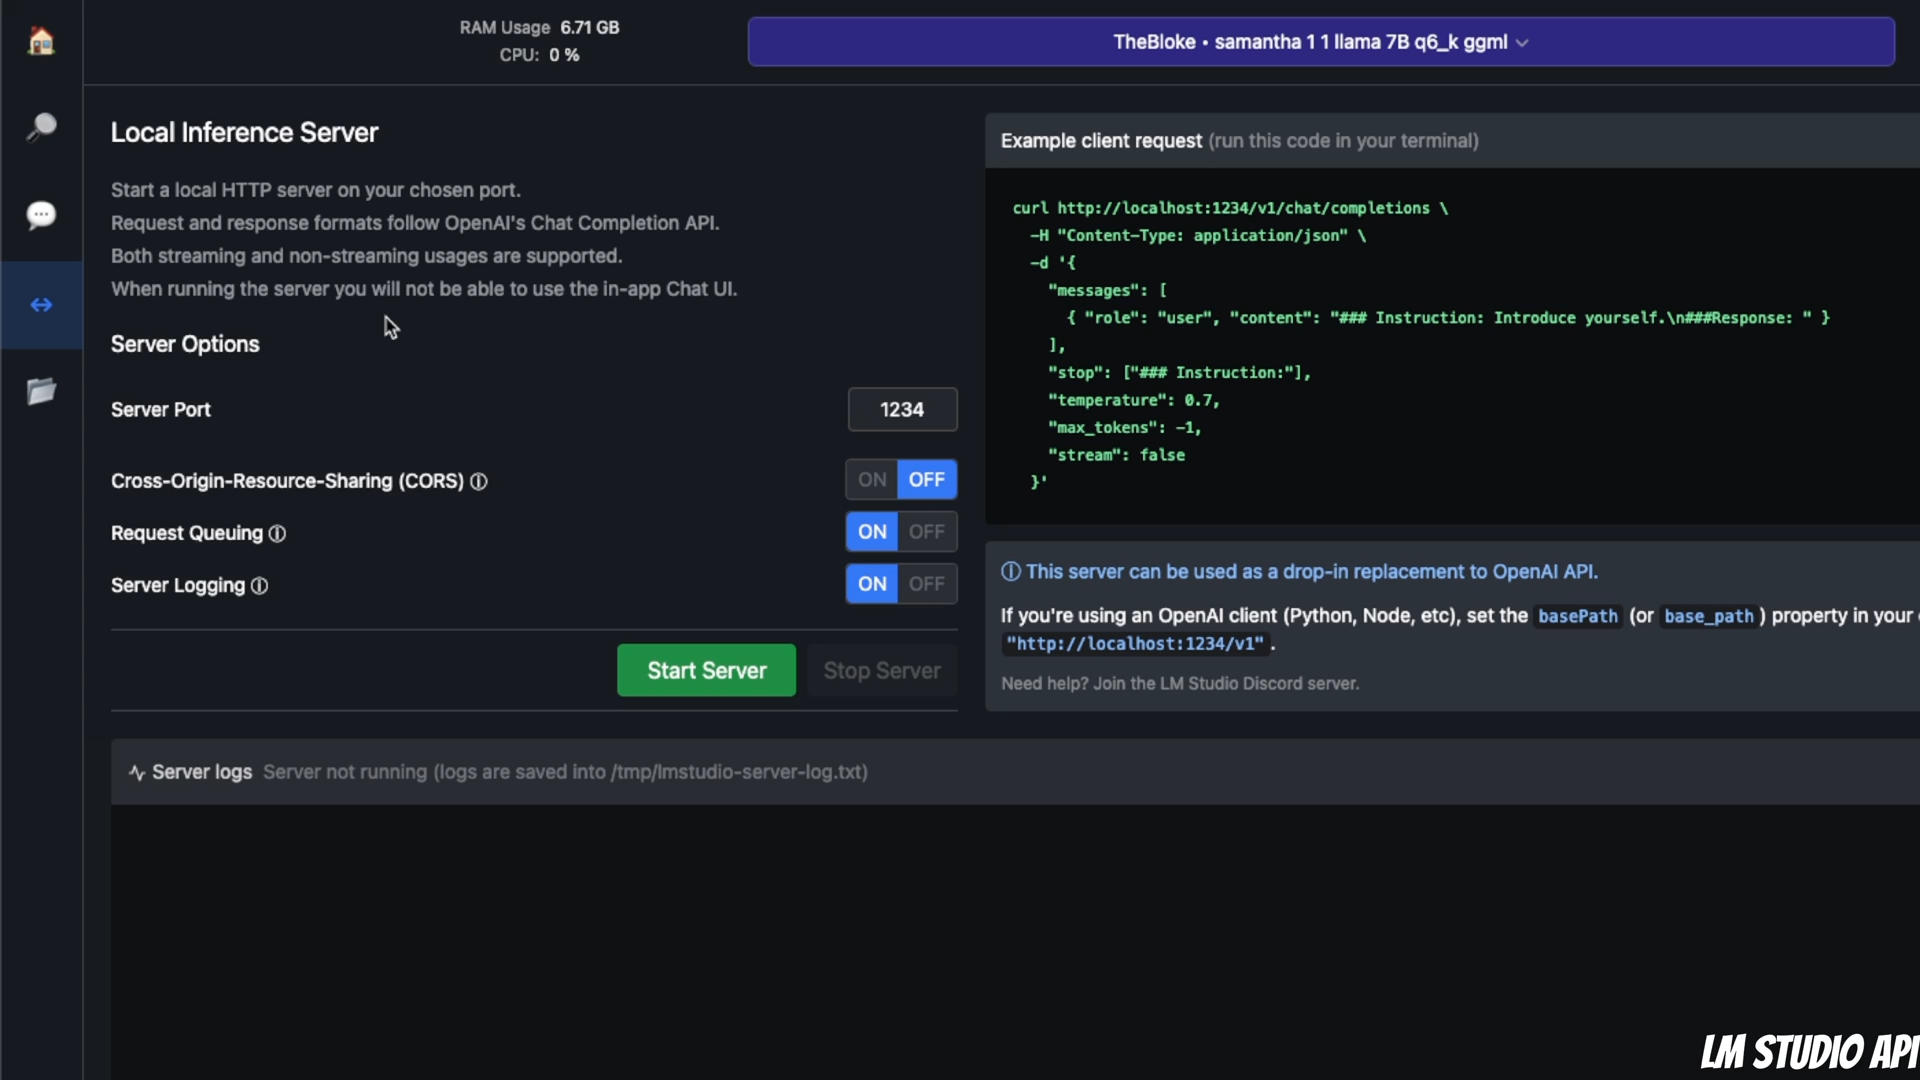 RAM Usage 6.71 GB
CPU: 0 %
TheBloke • samantha 1 1 llama 7B q6_k ggml
Local Inference Server
Start a local HTTP server on your chosen port.
Request and response formats follow OpenAI's Chat Completion API.
Both streaming and non-streaming usages are supported.
When running the server you will not be able to use the in-app Chat UI.
Server Options
Server Port 1234
Cross-Origin-Resource-Sharing (CORS) ON OFF
Request Queuing ON OFF
Server Logging ON OFF
Start Server Stop Server
Example client request (run this code in your terminal)
curl http://localhost:1234/v1/chat/completions \
-H "Content-Type: application/json" \
-d '{
"messages": [
{ "role": "user", "content": "### Instruction: Introduce yourself.\n###Response: " }
],
"stop": ["### Instruction:"],
"temperature": 0.7,
"max_tokens": -1,
"stream": false
}'
This server can be used as a drop-in replacement to OpenAI API.
If you're using an OpenAI client (Python, Node, etc), set the basePath (or base_path) property in your
"http://localhost:1234/v1".
Need help? Join the LM Studio Discord server.
Server logs Server not running (logs are saved into /tmp/lmstudio-server-log.txt)
LM STUDIO API